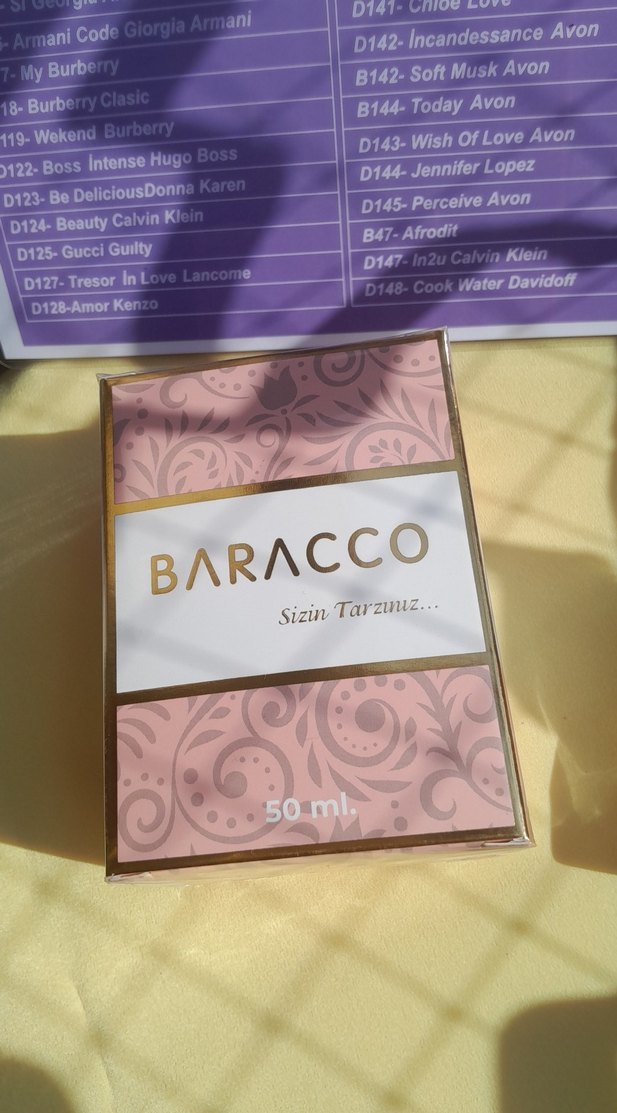 Armani Code Giorgia Armani
7- My Burberry
18- Burberry Clasic
119- Wekend Burberry
D122- Boss İntense Hugo Boss
D123- Be DeliciousDonna Karen
D124- Beauty Calvin Klein
D125- Gucci Guilty
D127- Tresor İn Love Lancome
D128-Amor Kenzo
D141- Chloe Love
D142- İncandessance Avon
B142- Soft Musk Avon
B144- Today Avon
D143- Wish Of Love Avon
D144- Jennifer Lopez
D145- Perceive Avon
B47- Afrodit
D147- In2u Calvin Klein
D148- Cook Water Davidoff
BARACCO
Sizin Tarzınız...
50 ml.